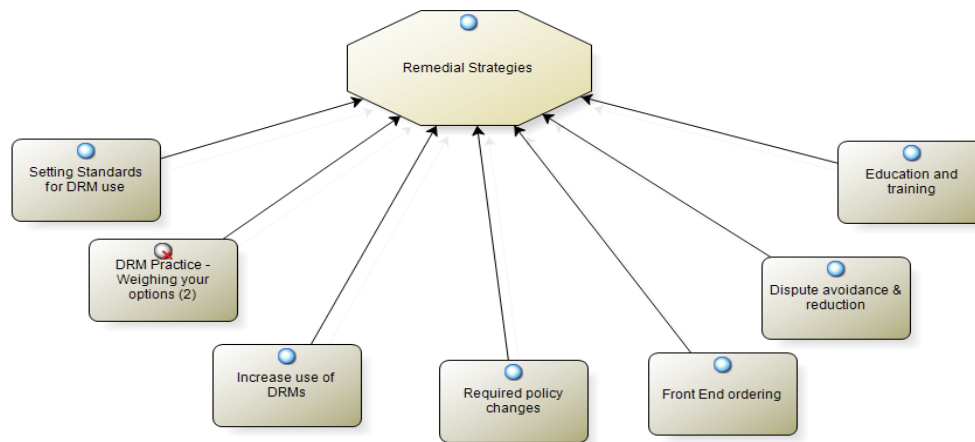 Remedial Strategies
Setting Standards
for DRM use
Education and
training
DRM Practice -
Weighing your
options (2)
Dispute avoidance &
reduction
Increase use of
DRMs
Required policy
changes
Front End ordering